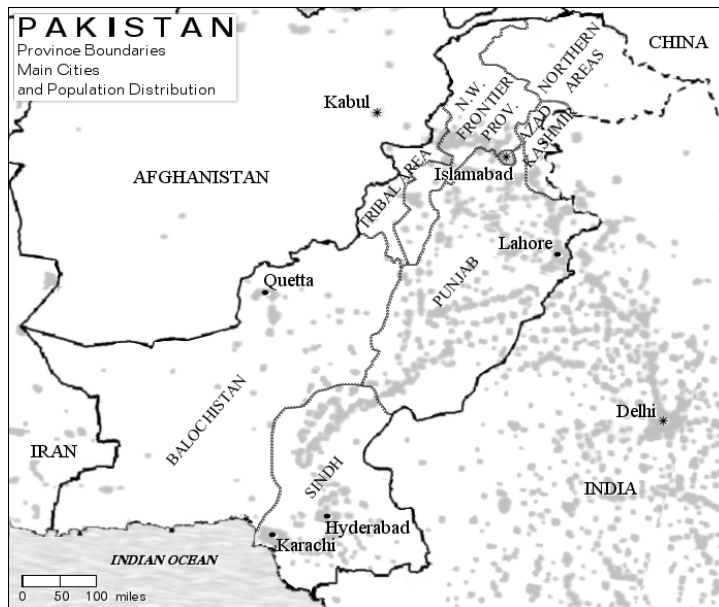 PAKISTAN
Province Boundaries
Main Cities
and Population Distribution
CHINA
NORTHERN
AREAS
Kabul
N.W.
FRONTIER
PROV.
AZAD
KASHMIR
AFGHANISTAN
TRIBAL AREA
Islamabad
Lahore
Quetta
PUNJAB
BALOCHISTAN
Delhi
IRAN
SINDH
INDIA
Hyderabad
Karachi
INDIAN OCEAN
0 50 100 miles